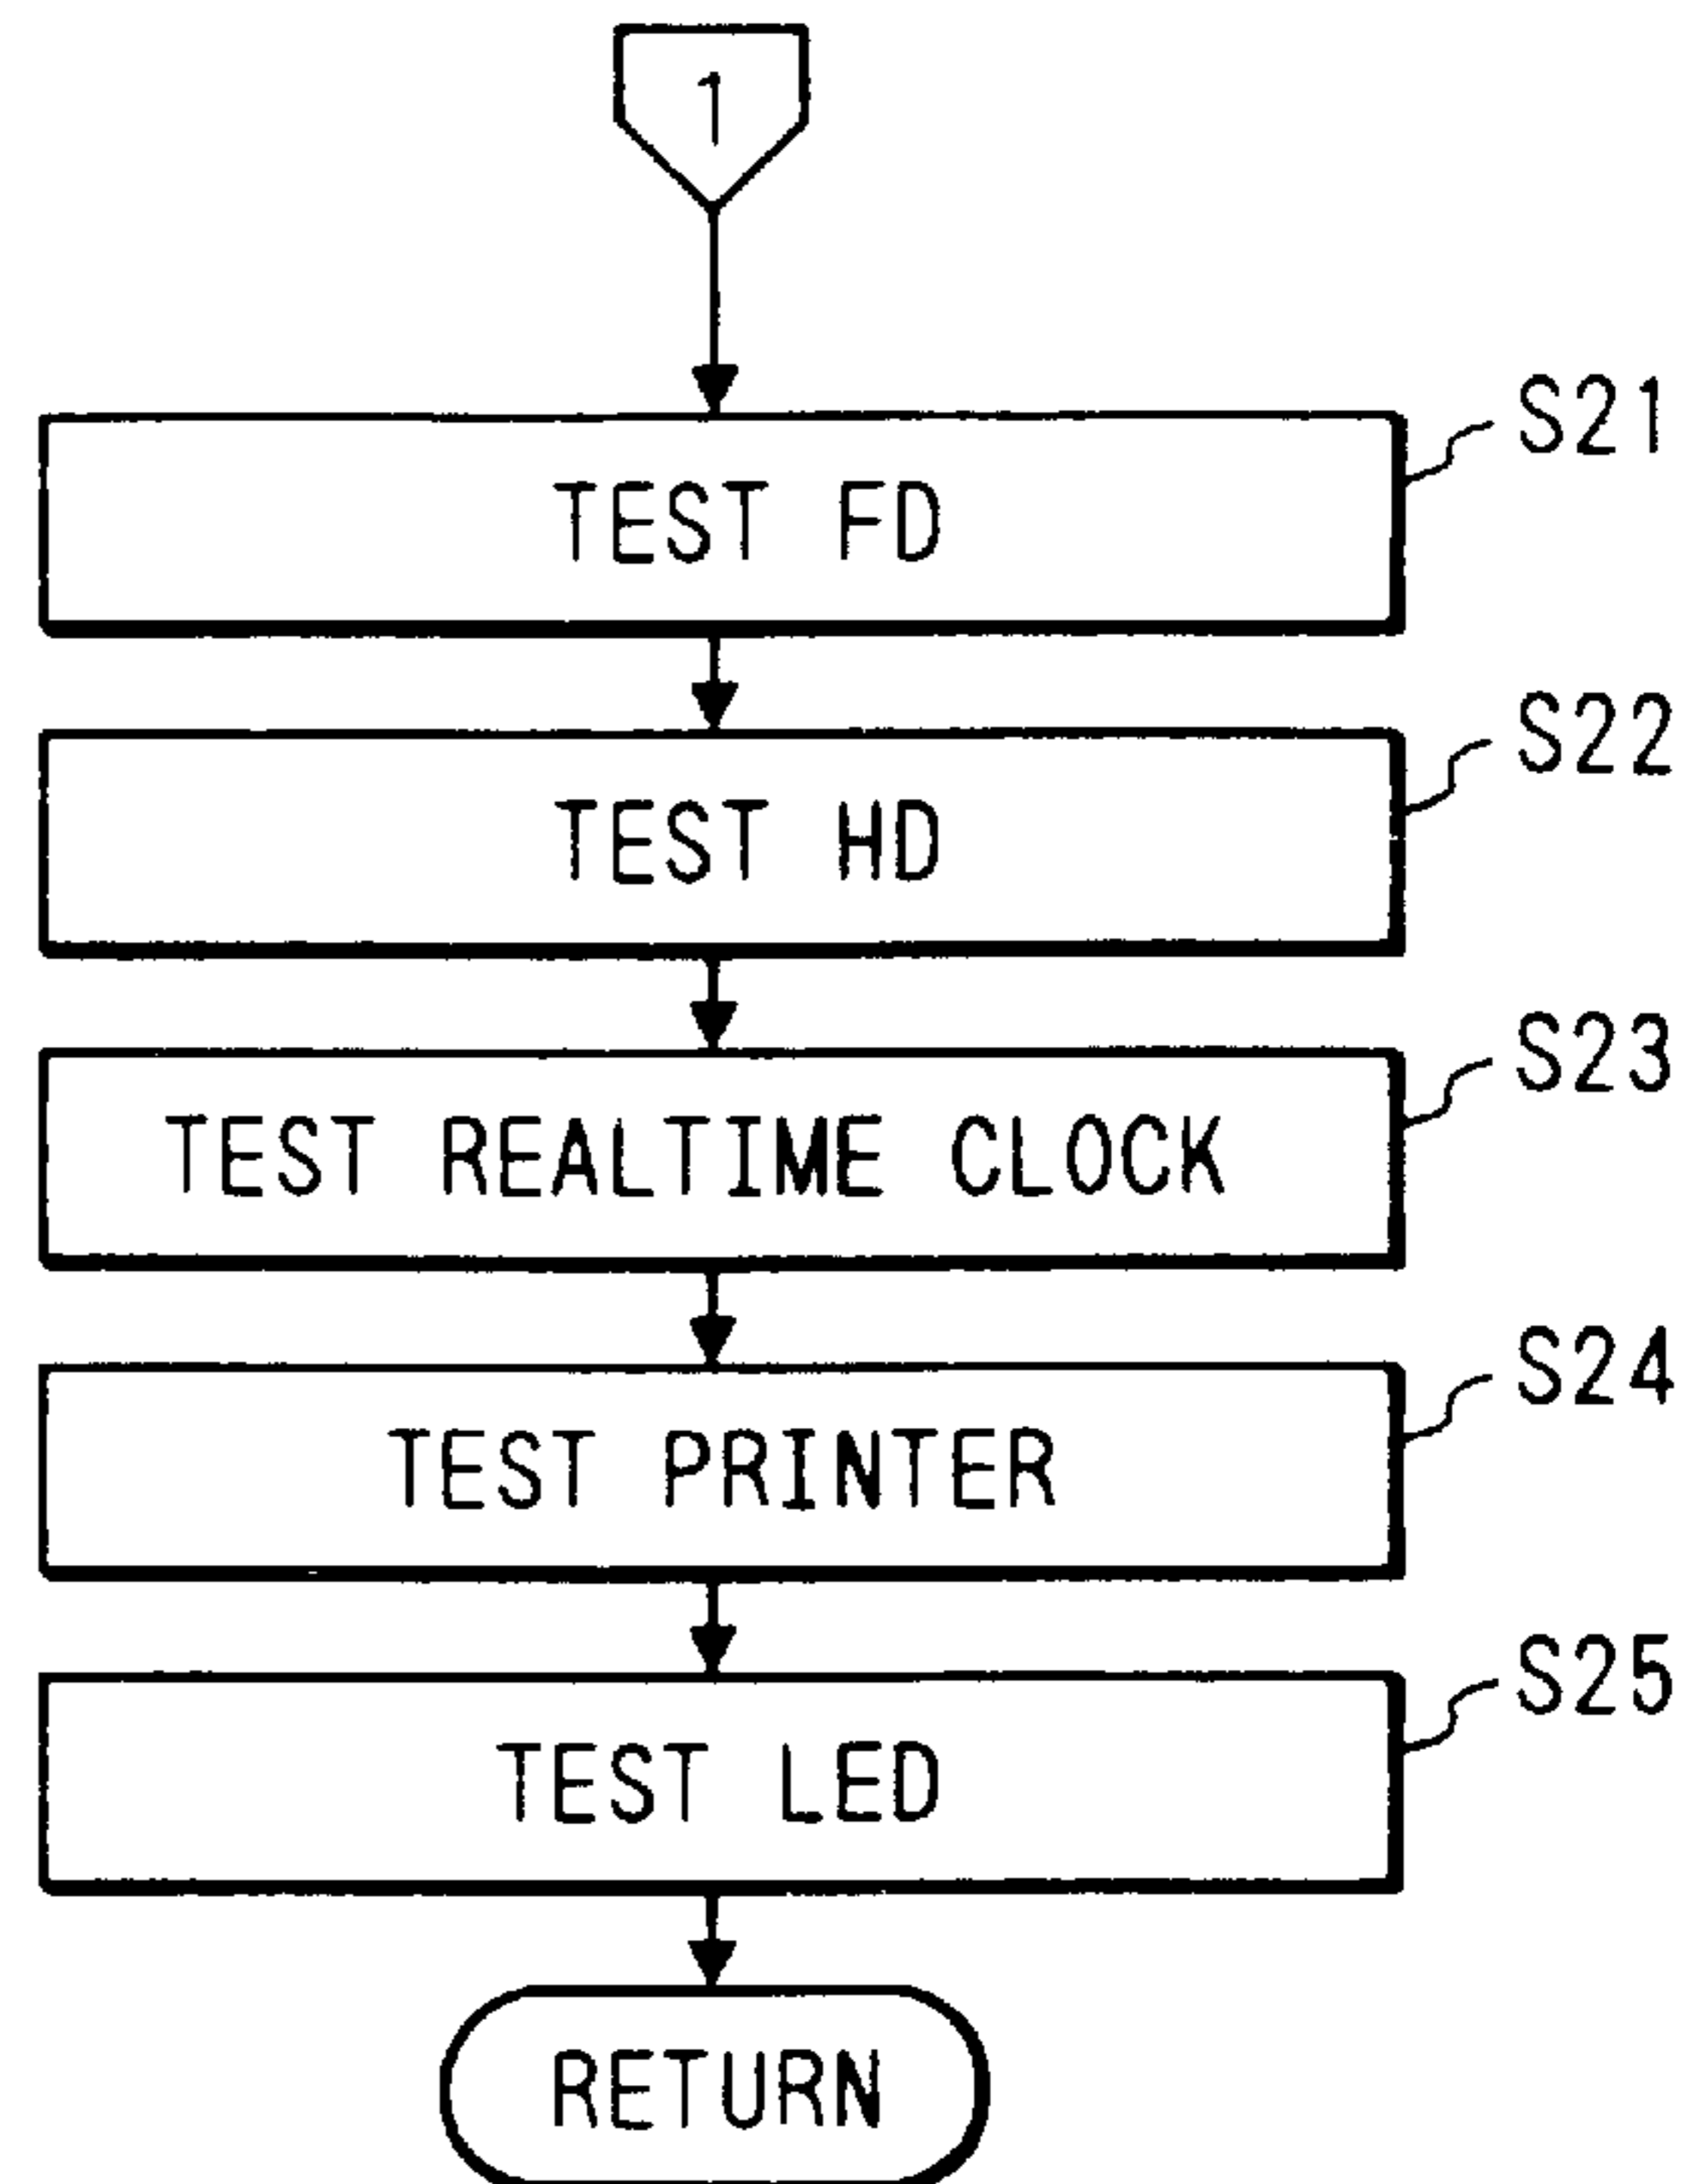 1
S21
TEST FD
S22
TEST HD
S23
TEST REALTIME CLOCK
S24
TEST PRINTER
S25
TEST LED
RETURN